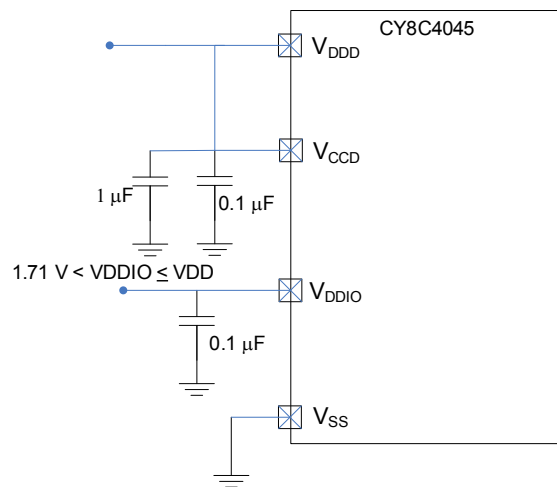 CY8C4045
VDDD
VCCD
1 μF
0.1 μF
1.71 V < VDDIO ≤ VDD
VDDIO
0.1 μF
VSS